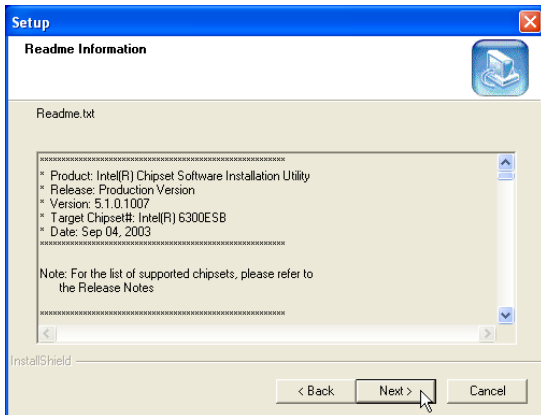 Setup
Readme Information
Readme.txt
******************************************************
* Product: Intel(R) Chipset Software Installation Utility
* Release: Production Version
* Version: 5.1.0.1007
* Target Chipset#: Intel(R) 6300ESB
* Date: Sep 04, 2003
******************************************************
Note: For the list of supported chipsets, please refer to
the Release Notes
******************************************************
InstallShield
< Back
Next >
Cancel